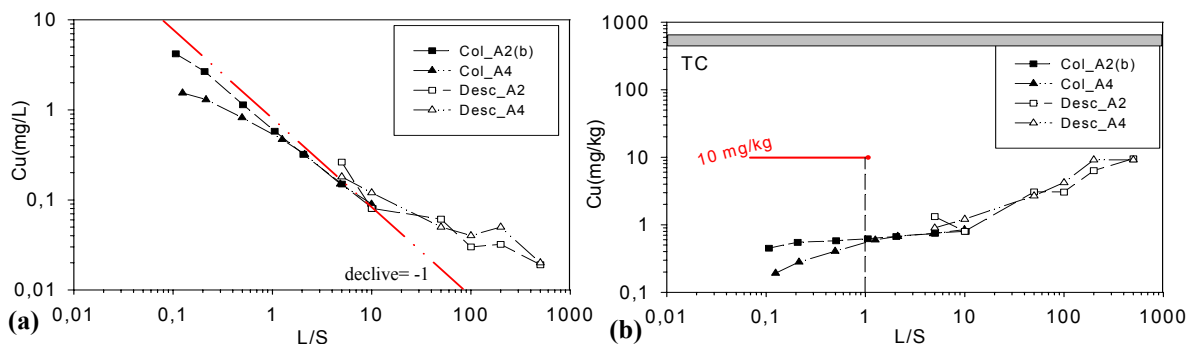 10
1
0,1
0,01
Cu(mg/L)
Col_A2(b)
Col_A4
Desc_A2
Desc_A4
declive= -1
0,01
0,1
1
10
100
1000
L/S
(a)
1000
100
10
1
0,1
Cu(mg/kg)
TC
Col_A2(b)
Col_A4
Desc_A2
Desc_A4
10 mg/kg
0,01
0,1
1
10
100
1000
L/S
(b)